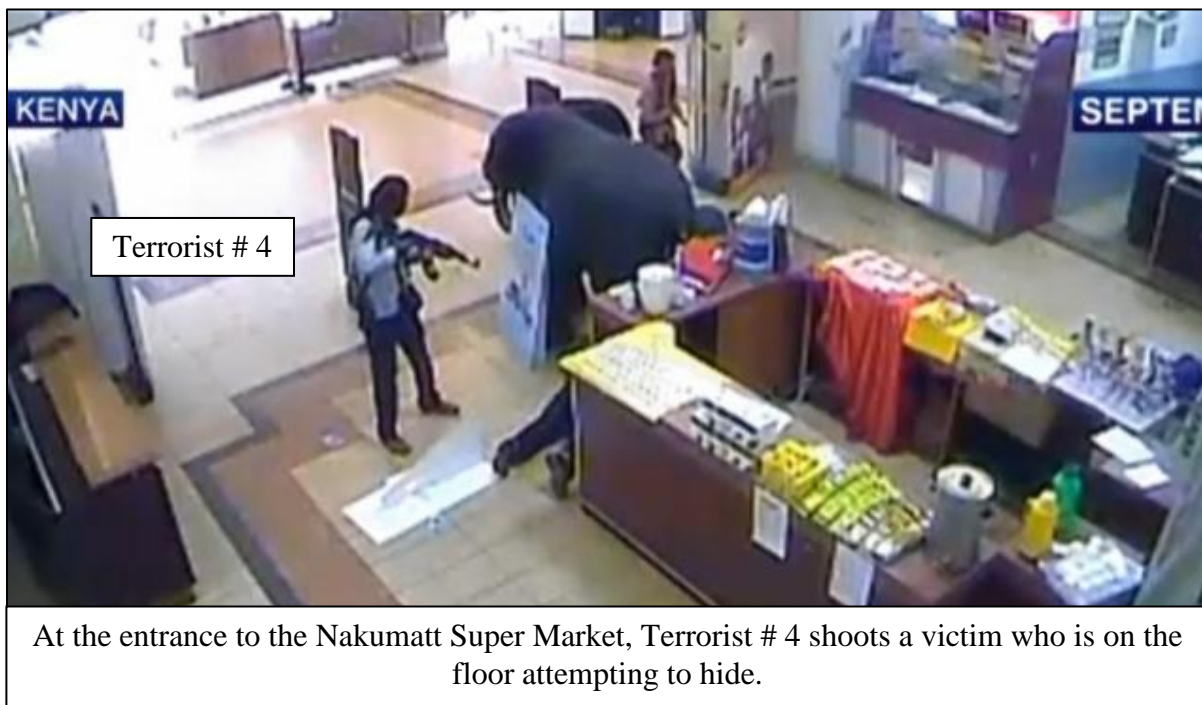 KENYA
SEPTE
Terrorist # 4
At the entrance to the Nakumatt Super Market, Terrorist # 4 shoots a victim who is on the
floor attempting to hide.